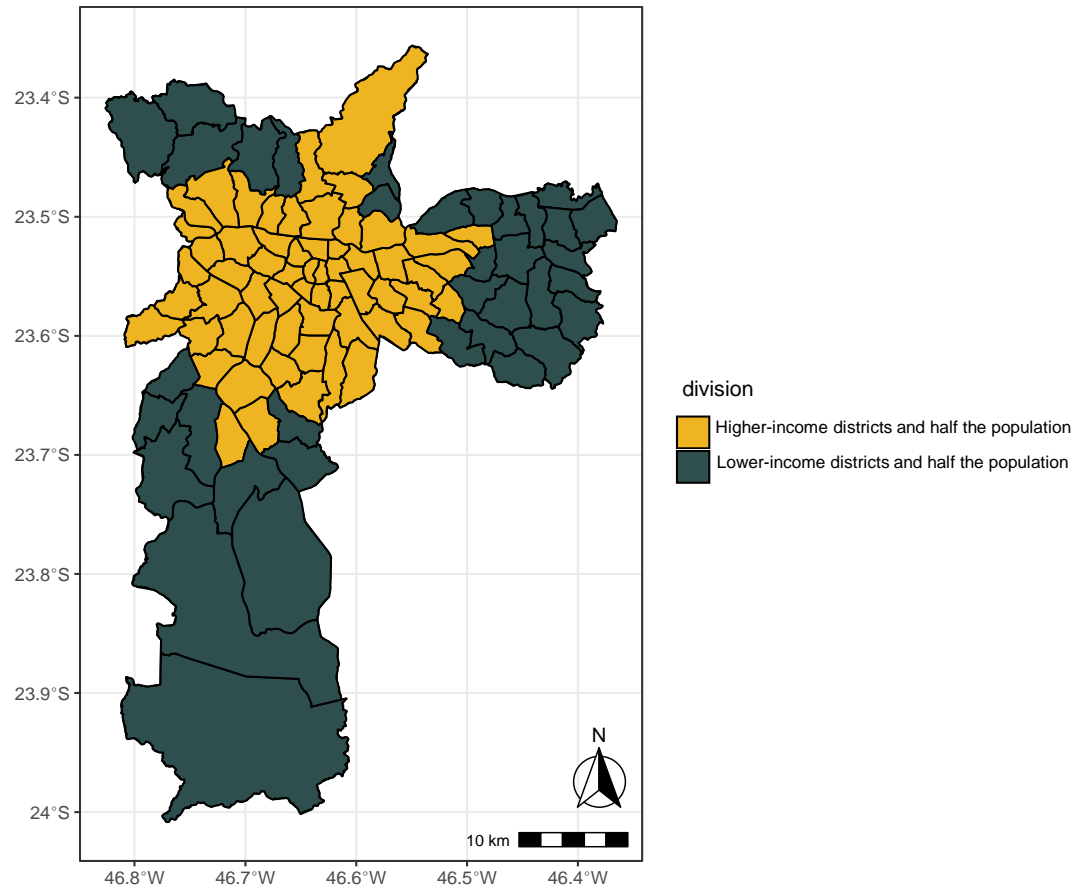 23.4°S
23.5°S
23.6°S
23.7°S
23.8°S
23.9°S
24°S
46.8°W 46.7°W 46.6°W 46.5°W 46.4°W
N
10 km
division
Higher-income districts and half the population
Lower-income districts and half the population